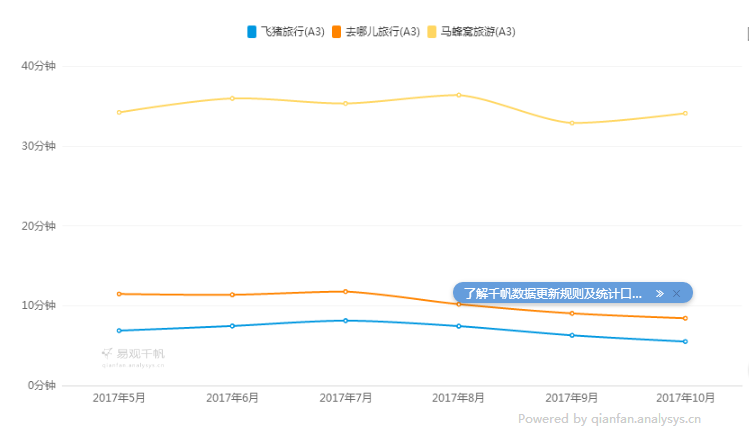 飞猪旅行(A3) 去哪儿旅行(A3) 马蜂窝旅游(A3)
40分钟
30分钟
20分钟
10分钟
0分钟
了解千帆数据更新规则及统计口... » ×
易观千帆
qianfan.analysys.cn
2017年5月 2017年6月 2017年7月 2017年8月 2017年9月 2017年10月
Powered by qianfan.analysys.cn